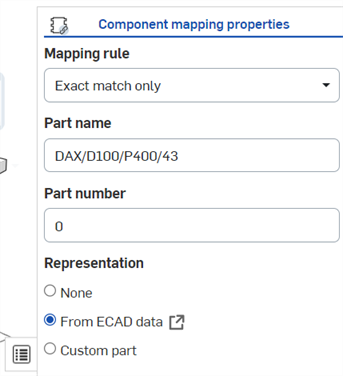 Component mapping properties
Mapping rule
Exact match only
Part name
DAX/D100/P400/43
Part number
0
Representation
None
From ECAD data
Custom part